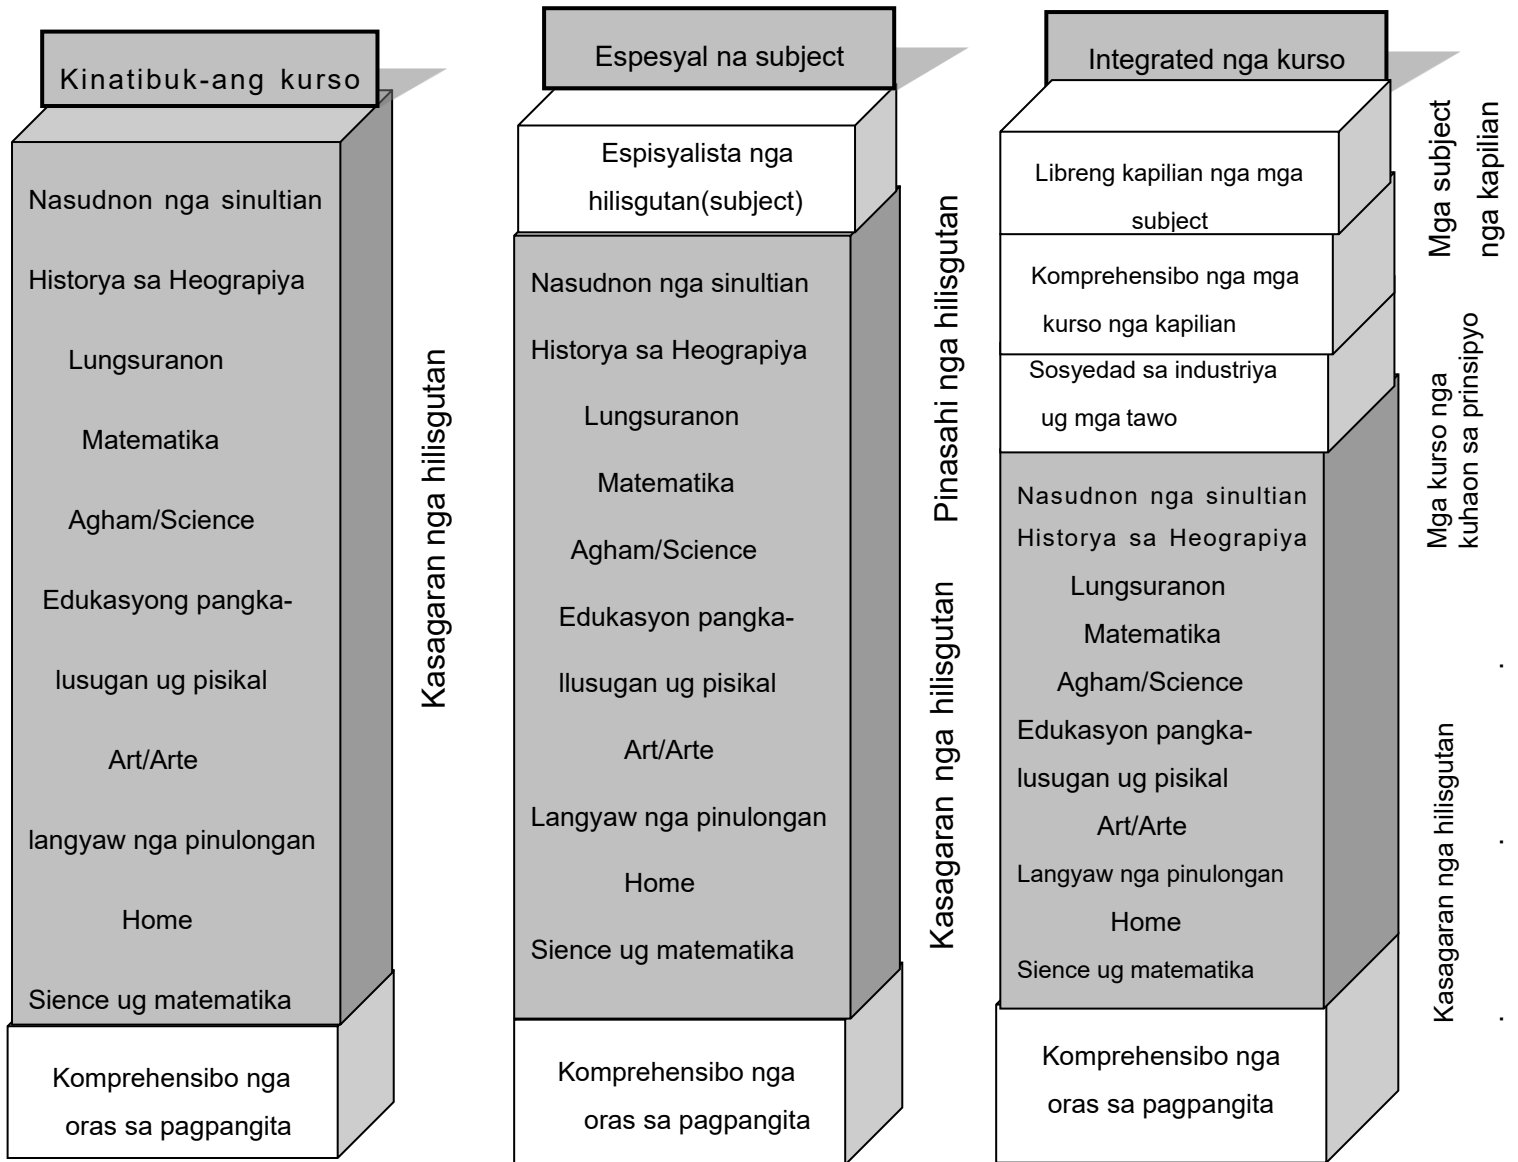 Kinatibuk-ang kurso
Nasudnon nga sinultian
Historya sa Heograpiya
Lungsuranon
Matematika
Agham/Science
Edukasyong pangka-
lusugan ug pisikal
Art/Arte
langyaw nga pinulongan
Home
Sience ug matematika
Komprehensibo nga
oras sa pagpangita
Kasagaran nga hilisgutan
Espesyal na subject
Espisyalista nga
hilisgutan(subject)
Nasudnon nga sinultian
Historya sa Heograpiya
Lungsuranon
Matematika
Agham/Science
Edukasyon pangka-
llusugan ug pisikal
Art/Arte
Langyaw nga pinulongan
Home
Sience ug matematika
Komprehensibo nga
oras sa pagpangita
Pinasahi nga hilisgutan
Kasagaran nga hilisgutan
Integrated nga kurso
Libreng kapilian nga mga
subject
Komprehensibo nga mga
kurso nga kapilian
Sosyedad sa industriya
ug mga tawo
Nasudnon nga sinultian
Historya sa Heograpiya
Lungsuranon
Matematika
Agham/Science
Edukasyon pangka-
lusugan ug pisikal
Art/Arte
Langyaw nga pinulongan
Home
Sience ug matematika
Komprehensibo nga
oras sa pagpangita
Mga subject
nga kapilian
Mga kurso nga
kuhaon sa prinsipyo
Kasagaran nga hilisgutan